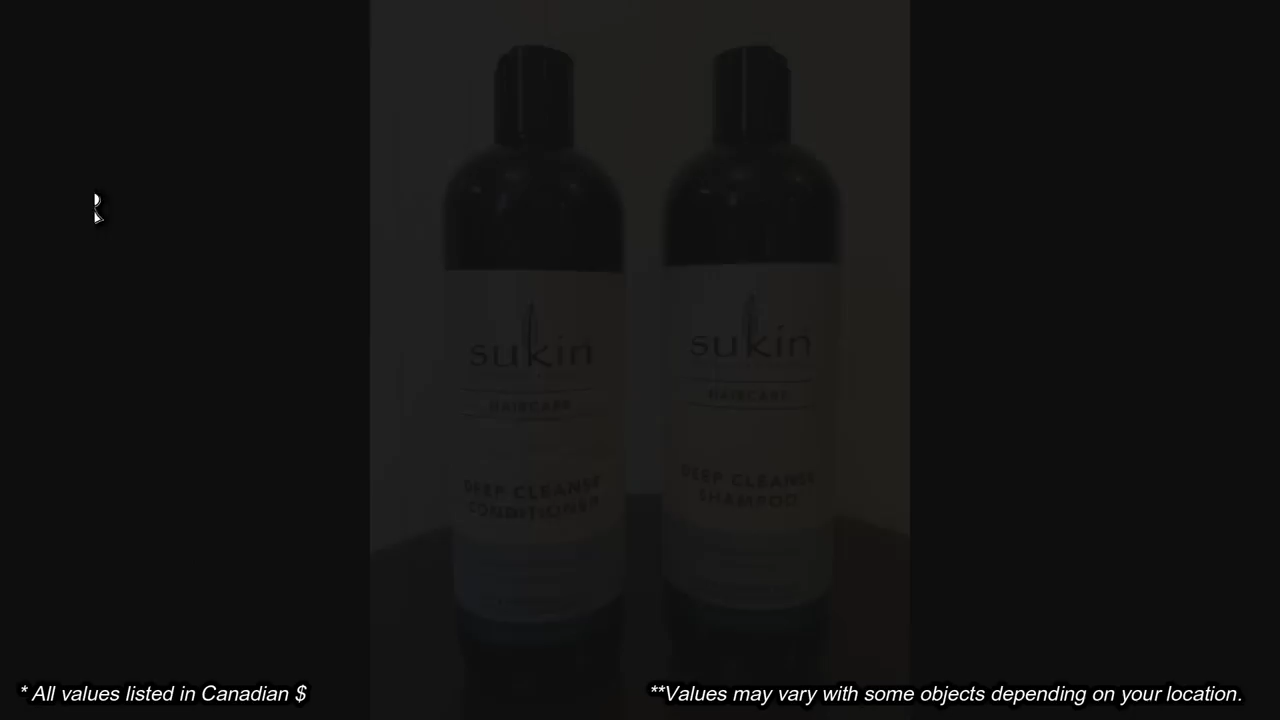 sukin
HAIRCARE
DEEP CLEANSE
CONDITIONER
sukin
HAIRCARE
DEEP CLEANSE
SHAMPOO
* All values listed in Canadian $
**Values may vary with some objects depending on your location.